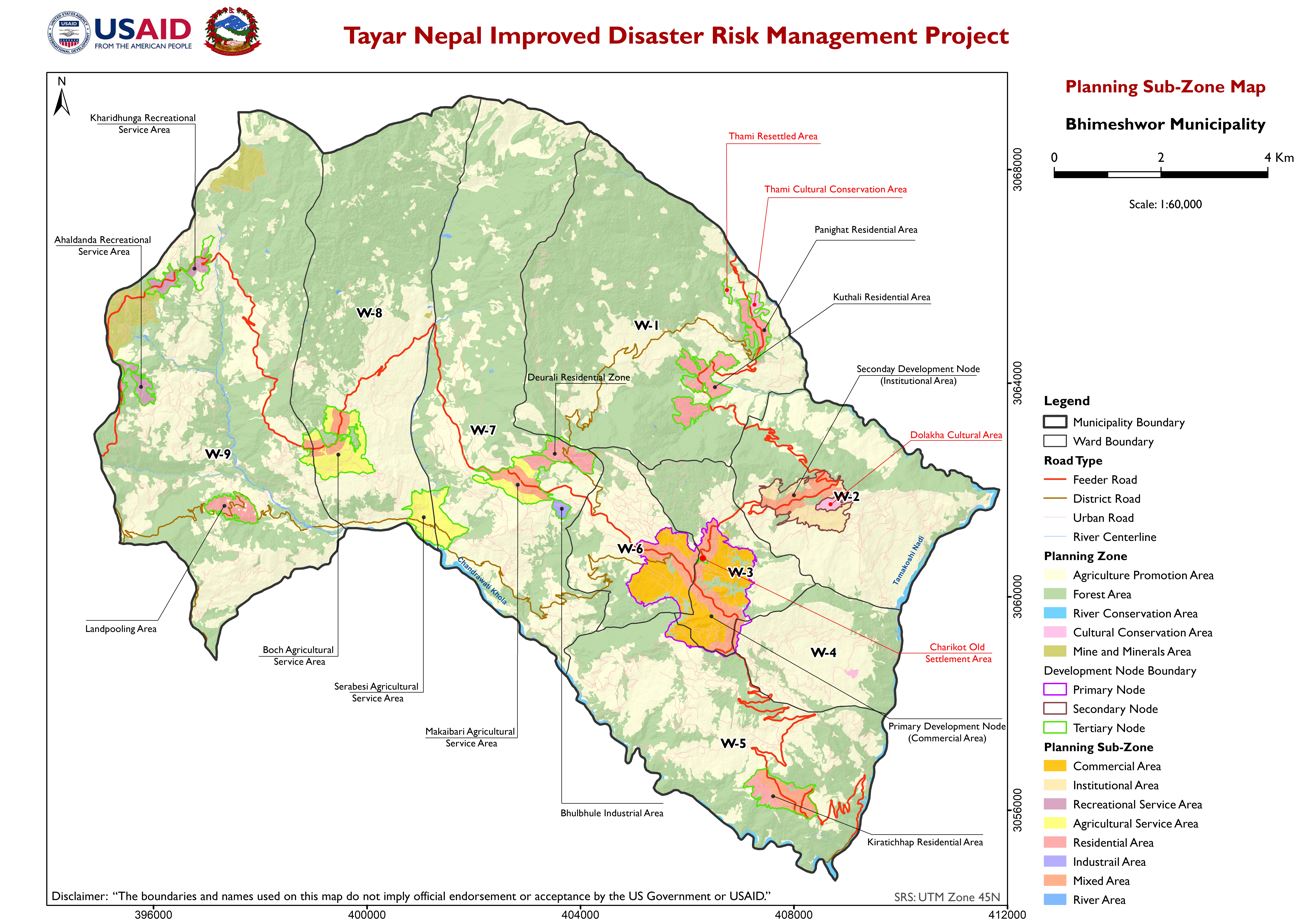 USAID
FROM THE AMERICAN PEOPLE
Tayar Nepal Improved Disaster Risk Management Project
Planning Sub-Zone Map
Bhimeshwor Municipality
0 2 4 Km
Scale: 1:60,000
N
Kharidhunga Recreational
Service Area
Ahaldanda Recreational
Service Area
Thami Resettled Area
Thami Cultural Conservation Area
Panighat Residential Area
Kuthali Residential Area
Seconday Development Node
(Institutional Area)
Dolakha Cultural Area
Deurali Residential Zone
W-8
W-1
W-7
W-9
W-2
W-6
W-3
W-4
W-5
Chandrawati Khola
Tamakoshi Nadi
Landpooling Area
Boch Agricultural
Service Area
Serabesi Agricultural
Service Area
Makaibari Agricultural
Service Area
Bhulbhule Industrial Area
Charikot Old
Settlement Area
Primary Development Node
(Commercial Area)
Kiratichhap Residential Area
3068000
3064000
3060000
3056000
396000 400000 404000 408000 412000
Disclaimer: “The boundaries and names used on this map do not imply official endorsement or acceptance by the US Government or USAID.”
SRS: UTM Zone 45N
Legend
Municipality Boundary
Ward Boundary
Road Type
Feeder Road
District Road
Urban Road
River Centerline
Planning Zone
Agriculture Promotion Area
Forest Area
River Conservation Area
Cultural Conservation Area
Mine and Minerals Area
Development Node Boundary
Primary Node
Secondary Node
Tertiary Node
Planning Sub-Zone
Commercial Area
Institutional Area
Recreational Service Area
Agricultural Service Area
Residential Area
Industrail Area
Mixed Area
River Area